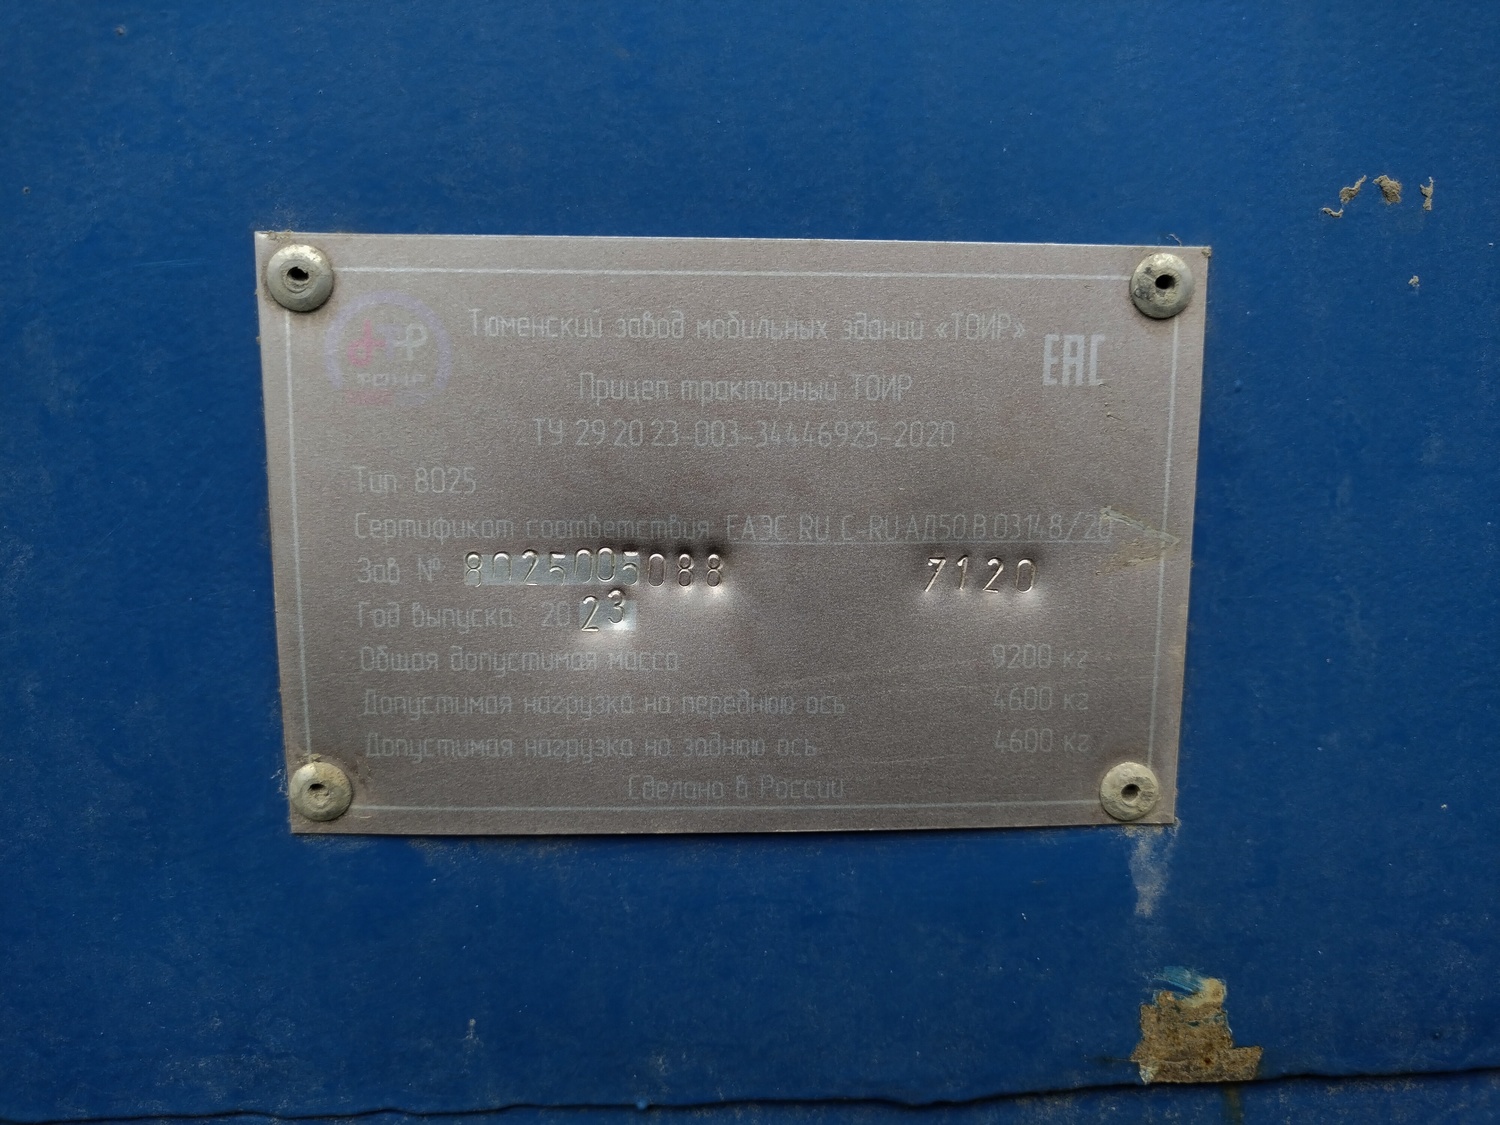 Тюменский завод мобильных зданий «ТОИР»
ТОИР
ЕАС
Прицеп тракторный ТОИР
ТУ 29.20.23-003-34446925-2020
Тип 8025
Сертификат соответствия ЕАЭС RU C-RU.АД50.В.03148/20
Зав № 8025005088 7120
Год выпуска 2023
Общая допустимая масса 9200 кг
Допустимая нагрузка на переднюю ось 4600 кг
Допустимая нагрузка на заднюю ось 4600 кг
Сделано в России